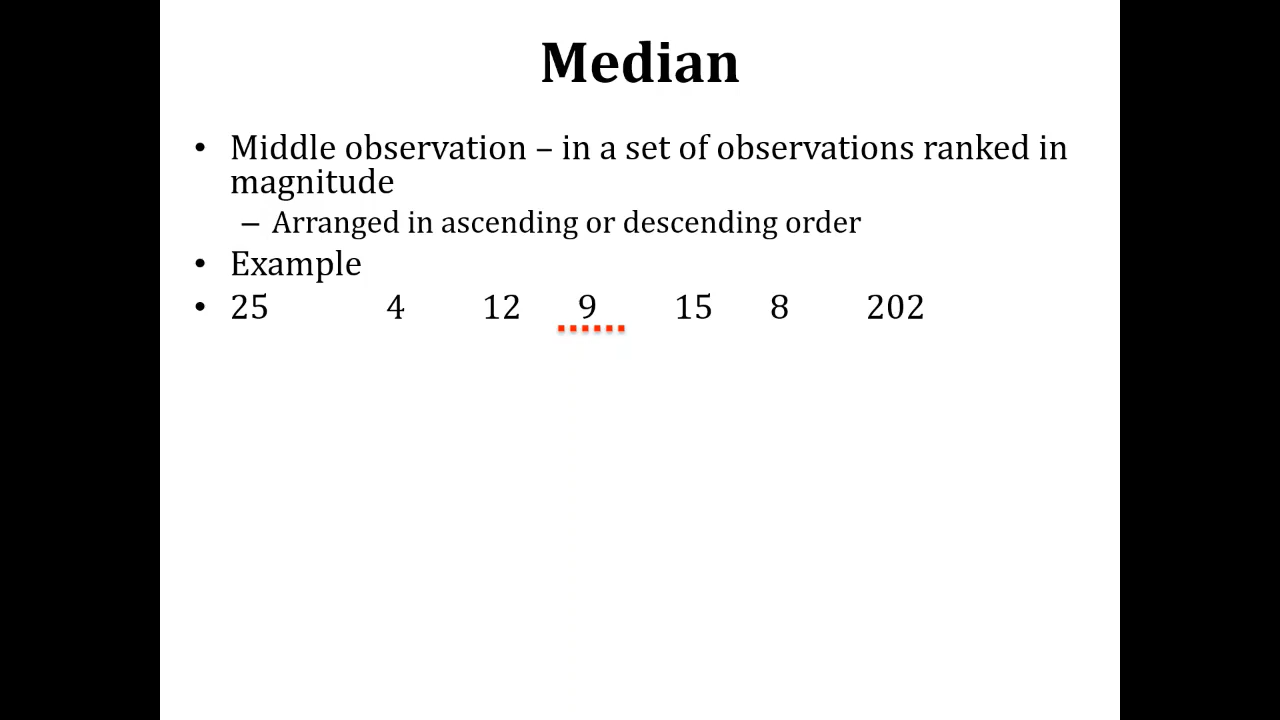 Median
• Middle observation – in a set of observations ranked in
magnitude
– Arranged in ascending or descending order
• Example
• 25 4 12 9 15 8 202